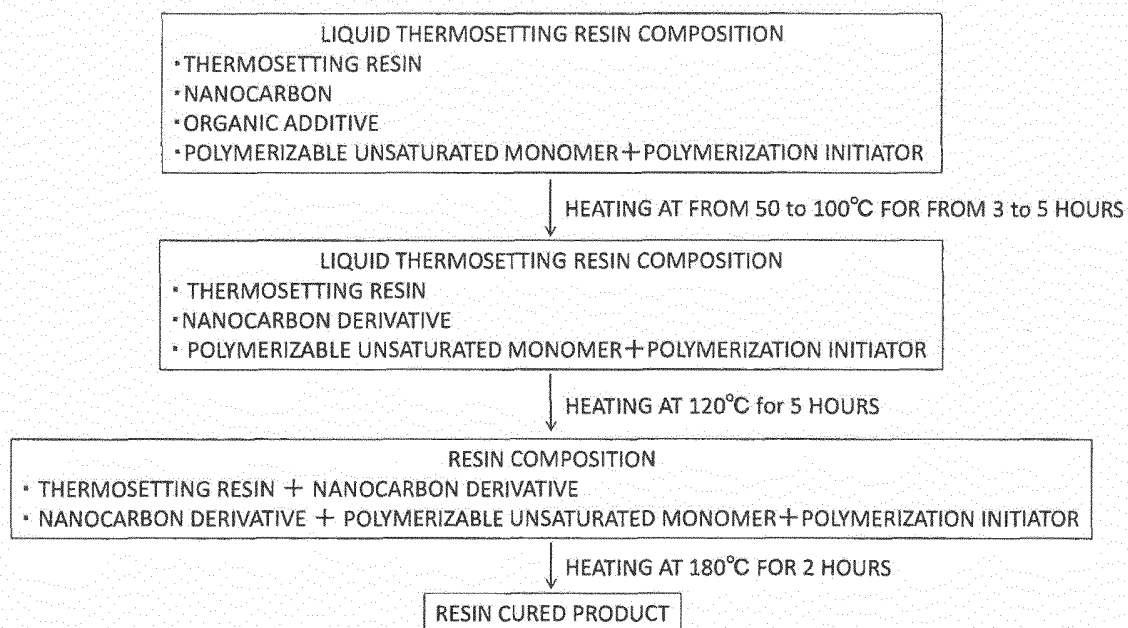 LIQUID THERMOSETTING RESIN COMPOSITION
・THERMOSETTING RESIN
・NANOCARBON
・ORGANIC ADDITIVE
・POLYMERIZABLE UNSATURATED MONOMER+POLYMERIZATION INITIATOR
HEATING AT FROM 50 to 100℃ FOR FROM 3 to 5 HOURS
LIQUID THERMOSETTING RESIN COMPOSITION
・ THERMOSETTING RESIN
・NANOCARBON DERIVATIVE
・ POLYMERIZABLE UNSATURATED MONOMER+POLYMERIZATION INITIATOR
HEATING AT 120℃ for 5 HOURS
RESIN COMPOSITION
・ THERMOSETTING RESIN + NANOCARBON DERIVATIVE
・ NANOCARBON DERIVATIVE + POLYMERIZABLE UNSATURATED MONOMER+POLYMERIZATION INITIATOR
HEATING AT 180℃ FOR 2 HOURS
RESIN CURED PRODUCT